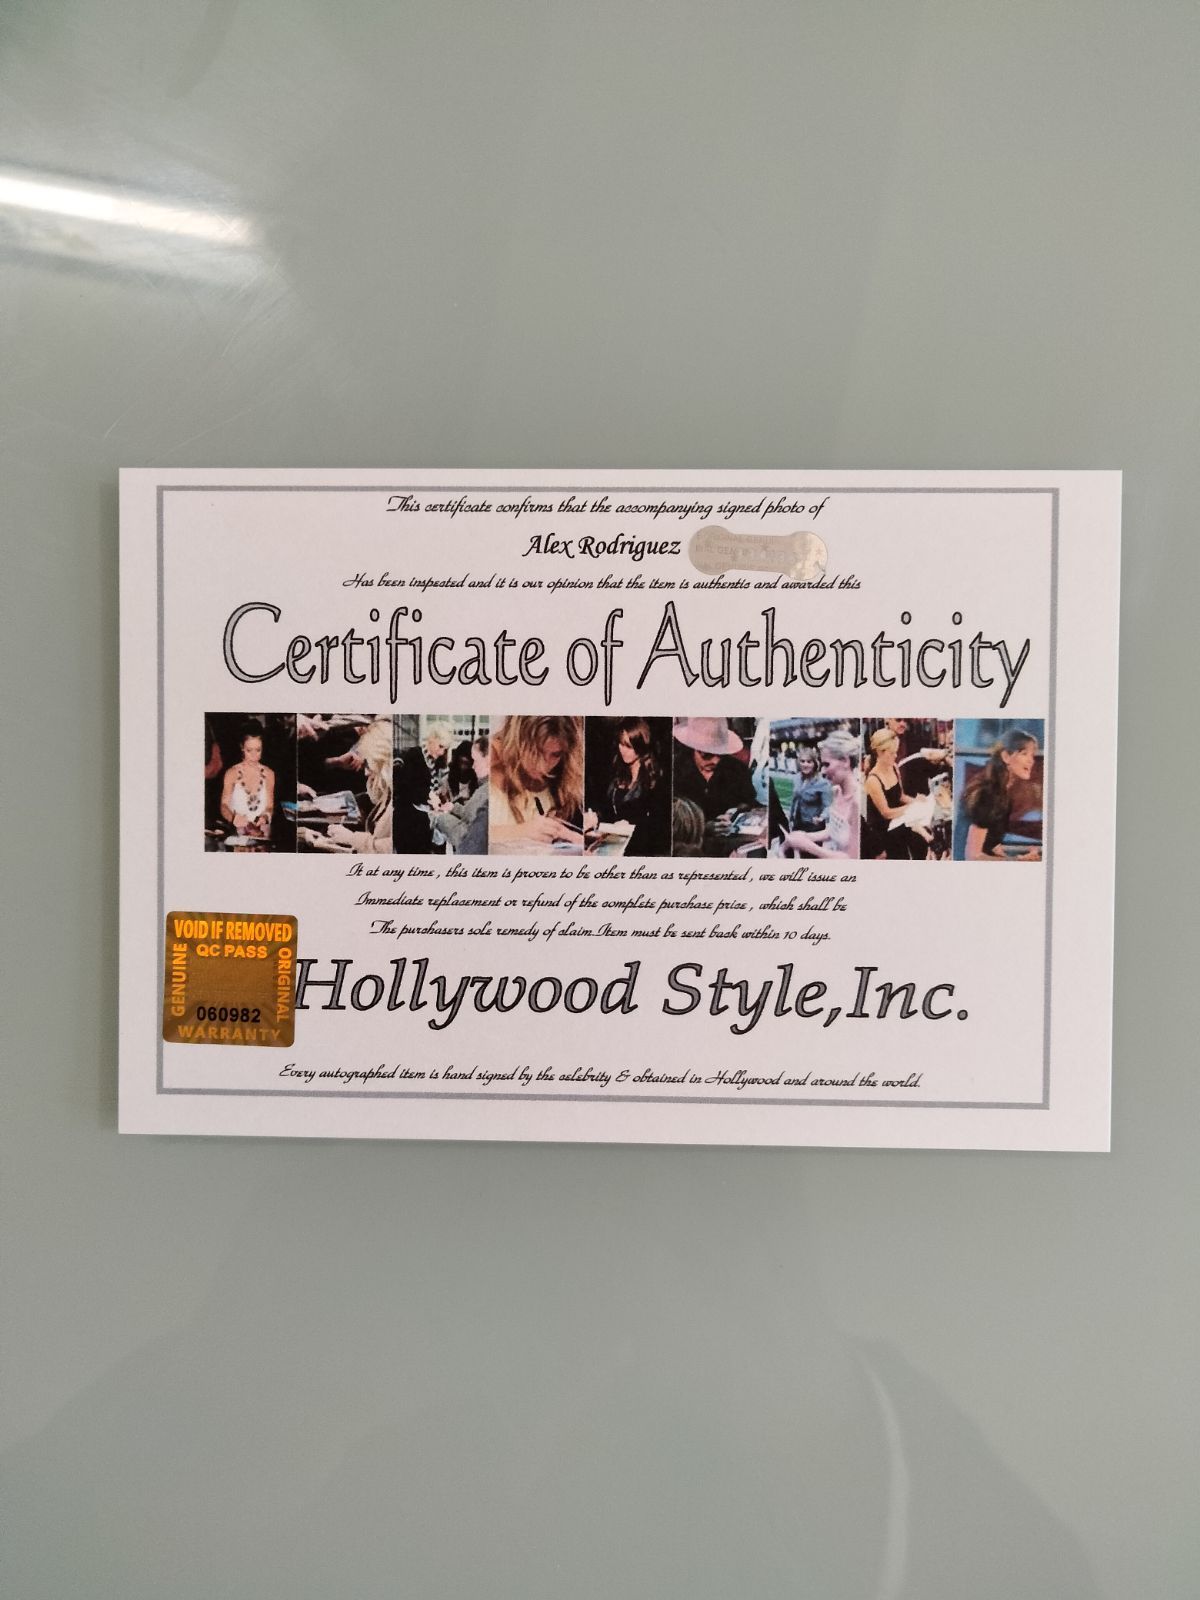 This certificate confirms that the accompanying signed photo of
Alex Rodriguez
Has been inspected and it is our opinion that the item is authentic and awarded this
Certificate of Authenticity
It at any time, this item is proven to be other than as represented, we will issue an
Immediate replacement or refund of the complete purchase price, which shall be
The purchasers sole remedy of claim. Item must be sent back within 10 days.
VOID IF REMOVED
QC PASS
GENUINE
ORIGINAL
060982
WARRANTY
Hollywood Style, Inc.
Every autographed item is hand signed by the celebrity & obtained in Hollywood and around the world.